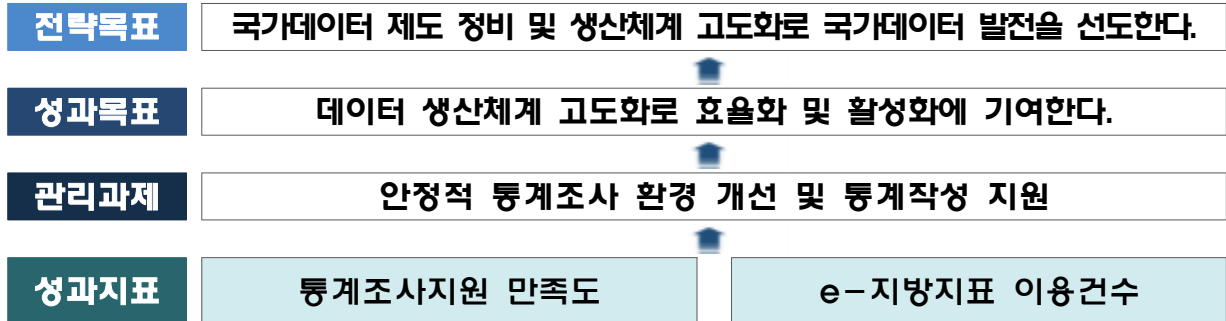 전략목표 국가데이터 제도 정비 및 생산체계 고도화로 국가데이터 발전을 선도한다.
성과목표 데이터 생산체계 고도화로 효율화 및 활성화에 기여한다.
관리과제 안정적 통계조사 환경 개선 및 통계작성 지원
성과지표 통계조사지원 만족도 e-지방지표 이용건수